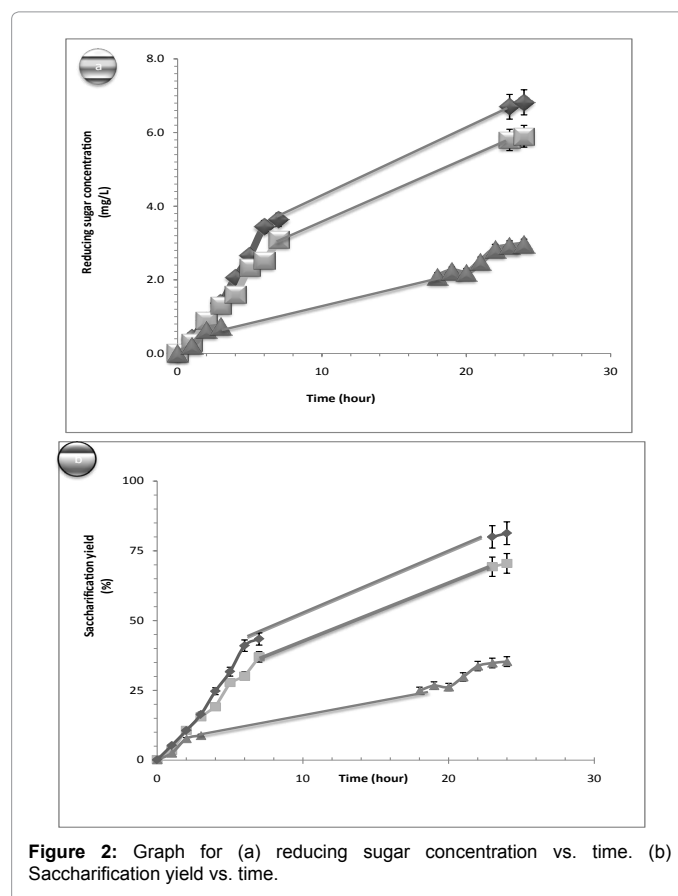 a
8.0
6.0
4.0
2.0
0.0
Reducing sugar concentration
(mg/L)
0
10
20
30
Time (hour)
b
100
75
50
25
0
Saccharification yield
(%)
0
10
20
30
Time (hour)
Figure 2: Graph for (a) reducing sugar concentration vs. time. (b)
Saccharification yield vs. time.